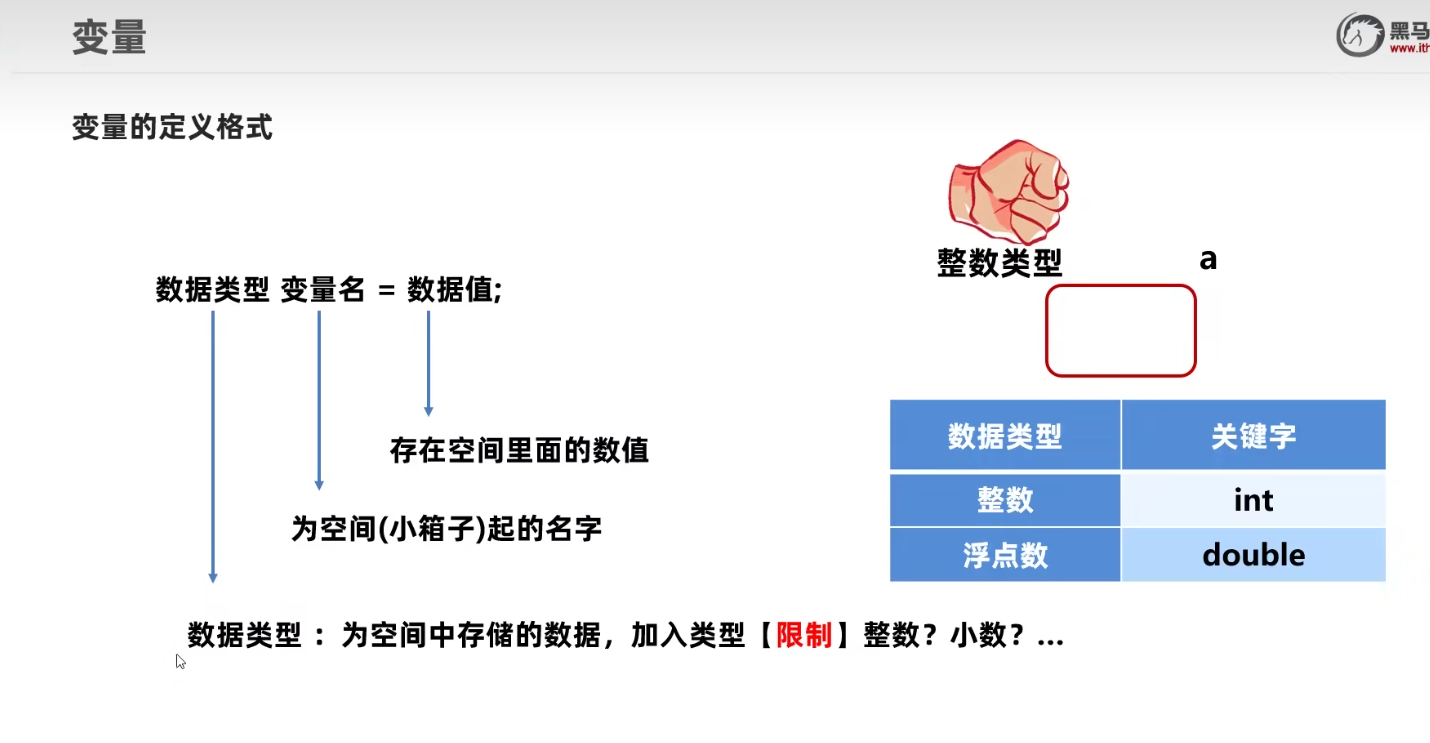 变量
黑马
www.ith
变量的定义格式
整数类型
a
数据类型 变量名 = 数据值;
存在空间里面的数值
为空间(小箱子)起的名字
数据类型 关键字
整数 int
浮点数 double
数据类型 : 为空间中存储的数据，加入类型【限制】整数？小数？...